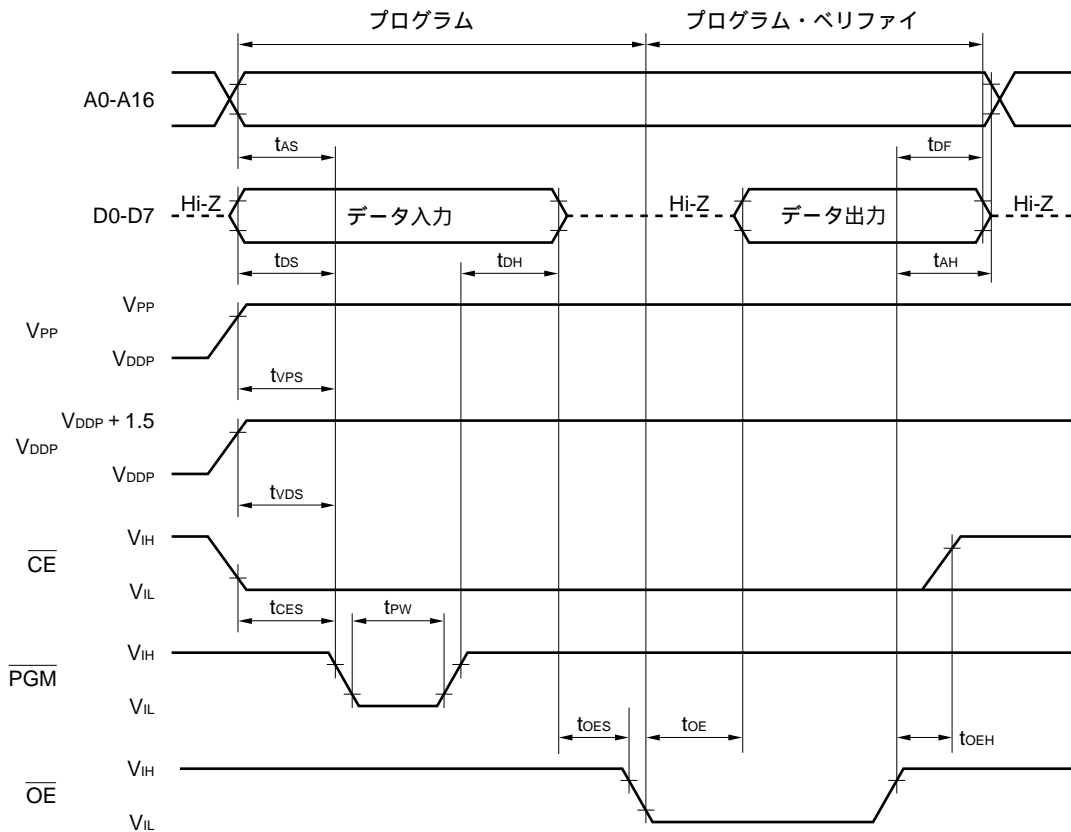 プログラム
プログラム・ベリファイ
A0-A16
tAS
tDF
D0-D7
Hi-Z
データ入力
Hi-Z
データ出力
Hi-Z
tDS
tDH
tAH
VPP
VPP
VDDP
tVPS
VDDP
VDDP + 1.5
VDDP
tVDS
CE
VIH
VIL
tCES
tPW
PGM
VIH
VIL
tOES
tOE
tOEH
OE
VIH
VIL